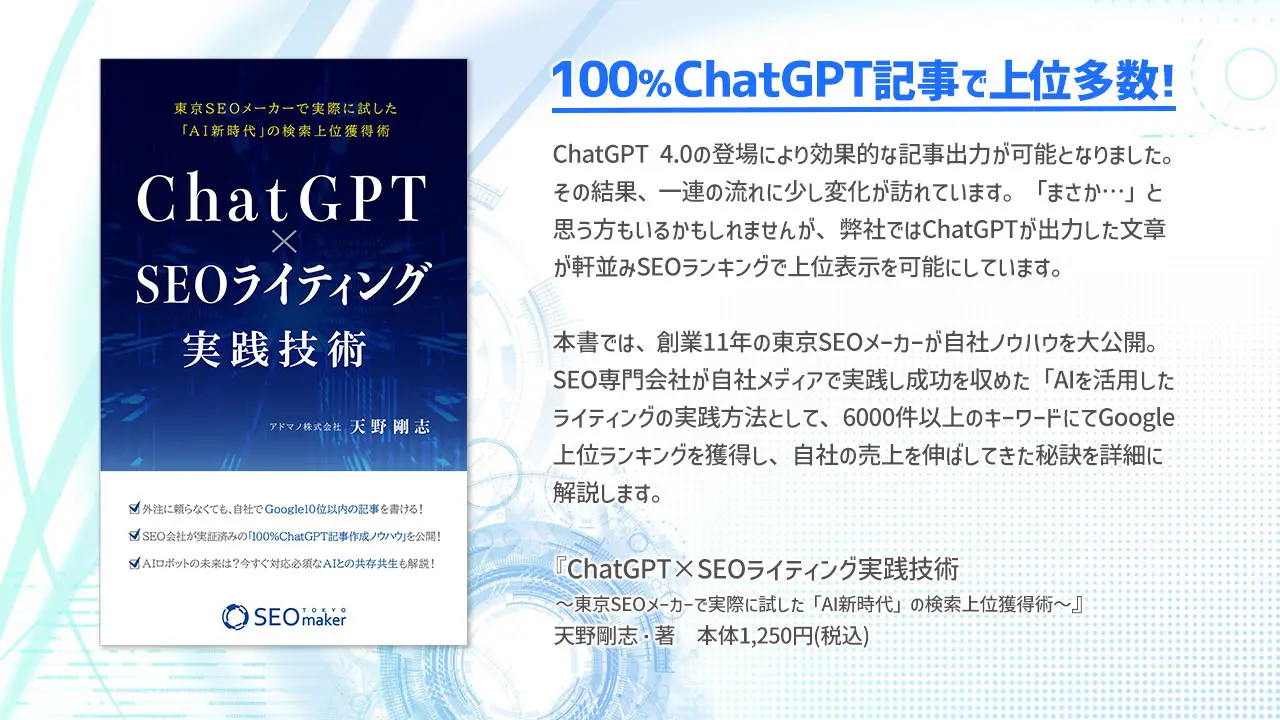 東京SEOメーカーで実際に試した
「AI新時代」の検索上位獲得術
ChatGPT
×
SEOライティング
実践技術
アドマノ株式会社 天野剛志
外注に頼らなくても、自社でGoogle10位以内の記事を書ける!
SEO会社が実証済みの「100%ChatGPT記事作成ノウハウ」を公開!
AIロボットの未来は?今すぐ対応必須なAIとの共存共生も解説!
TOKYO
SEOmaker
100%ChatGPT記事で上位多数!
ChatGPT 4.0の登場により効果的な記事出力が可能となりました。
その結果、一連の流れに少し変化が訪れています。「まさか…」と
思う方もいるかもしれませんが、弊社ではChatGPTが出力した文章
が軒並みSEOランキングで上位表示を可能にしています。
本書では、創業11年の東京SEOメーカーが自社ノウハウを大公開。
SEO専門会社が自社メディアで実践し成功を収めた「AIを活用した
ライティングの実践方法として、6000件以上のキーワードにてGoogle
上位ランキングを獲得し、自社の売上を伸ばしてきた秘訣を詳細に
解説します。
『ChatGPT×SEOライティング実践技術
～東京SEOメーカーで実際に試した「AI新時代」の検索上位獲得術～』
天野剛志・著 本体1,250円(税込)